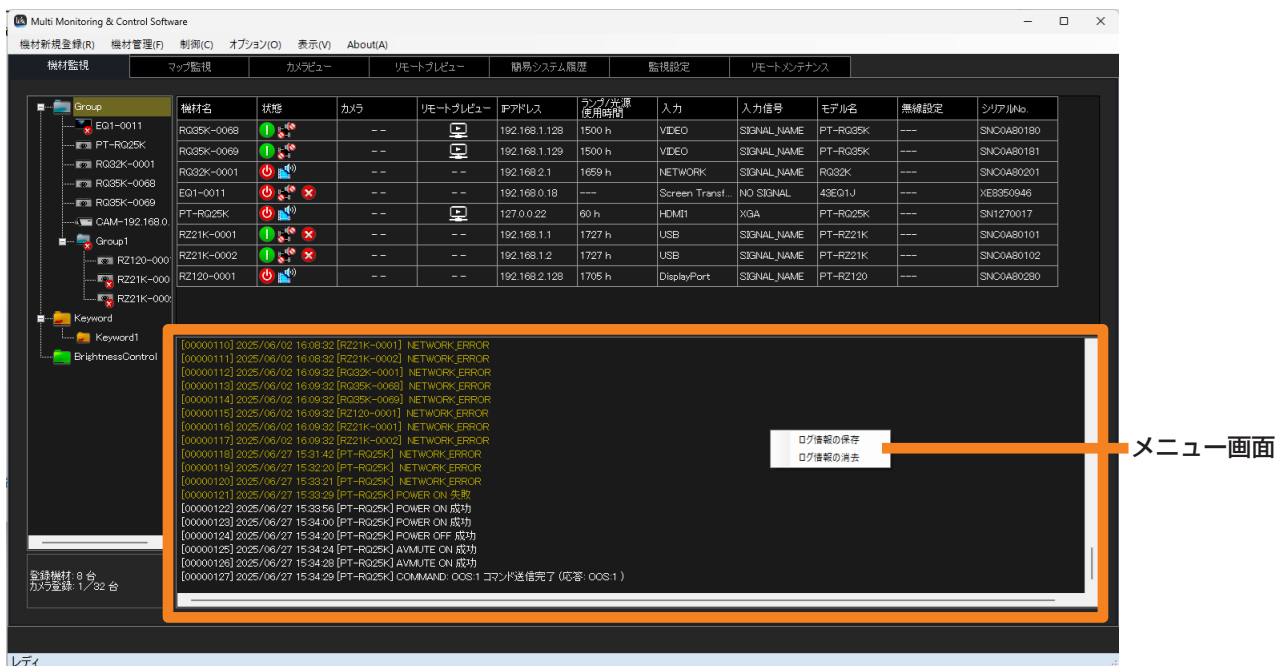 Multi Monitoring & Control Software
機材新規登録(R) 機材管理(F) 制御(C) オプション(O) 表示(V) About(A)
機材監視 マップ監視 カメラビュー リモートプレビュー 簡易システム履歴 監視設定 リモートメンテナンス
Group
EQ1-0011
PT-RQ25K
RQ32K-0001
RQ35K-0068
RQ35K-0069
CAM-192.168.0.
Group1
RZ120-000
RZ21K-000
RZ21K-000
Keyword
Keyword1
BrightnessControl
登録機材: 8 台
カメラ登録: 1/32 台
機材名 状態 カメラ リモートプレビュー IPアドレス ランプ/光源使用時間 入力 入力信号 モデル名 無線設定 シリアルNo.
RQ35K-0068 -- 192.168.1.128 1500 h VIDEO SIGNAL_NAME PT-RQ35K --- SNC0A80180
RQ35K-0069 -- 192.168.1.129 1500 h VIDEO SIGNAL_NAME PT-RQ35K --- SNC0A80181
RQ32K-0001 -- -- 192.168.2.1 1659 h NETWORK SIGNAL_NAME RQ32K --- SNC0A80201
EQ1-0011 -- -- 192.168.0.18 --- Screen Transf... NO SIGNAL 43EQ1J --- XE8350946
PT-RQ25K -- 127.0.0.22 60 h HDMI1 XGA PT-RQ25K --- SN1270017
RZ21K-0001 -- -- 192.168.1.1 1727 h USB SIGNAL_NAME PT-RZ21K --- SNC0A80101
RZ21K-0002 -- -- 192.168.1.2 1727 h USB SIGNAL_NAME PT-RZ21K --- SNC0A80102
RZ120-0001 -- -- 192.168.2.128 1705 h DisplayPort SIGNAL_NAME PT-RZ120 --- SNC0A80280
[00000110] 2025/06/02 16:08:32 [RZ21K-0001] NETWORK_ERROR
[00000111] 2025/06/02 16:08:32 [RZ21K-0002] NETWORK_ERROR
[00000112] 2025/06/02 16:09:32 [RQ32K-0001] NETWORK_ERROR
[00000113] 2025/06/02 16:09:32 [RQ35K-0068] NETWORK_ERROR
[00000114] 2025/06/02 16:09:32 [RQ35K-0069] NETWORK_ERROR
[00000115] 2025/06/02 16:09:32 [RZ120-0001] NETWORK_ERROR
[00000116] 2025/06/02 16:09:32 [RZ21K-0001] NETWORK_ERROR
[00000117] 2025/06/02 16:09:32 [RZ21K-0002] NETWORK_ERROR
[00000118] 2025/06/27 15:31:42 [PT-RQ25K] NETWORK_ERROR
[00000119] 2025/06/27 15:32:20 [PT-RQ25K] NETWORK_ERROR
[00000120] 2025/06/27 15:33:21 [PT-RQ25K] NETWORK_ERROR
[00000121] 2025/06/27 15:33:29 [PT-RQ25K] POWER ON 失敗
[00000122] 2025/06/27 15:33:56 [PT-RQ25K] POWER ON 成功
[00000123] 2025/06/27 15:34:00 [PT-RQ25K] POWER ON 成功
[00000124] 2025/06/27 15:34:20 [PT-RQ25K] POWER OFF 成功
[00000125] 2025/06/27 15:34:24 [PT-RQ25K] AVMUTE ON 成功
[00000126] 2025/06/27 15:34:28 [PT-RQ25K] AVMUTE ON 成功
[00000127] 2025/06/27 15:34:29 [PT-RQ25K] COMMAND: OOS:1 コマンド送信完了 (応答: OOS:1 )
ログ情報の保存
ログ情報の消去
メニュー画面
レディ